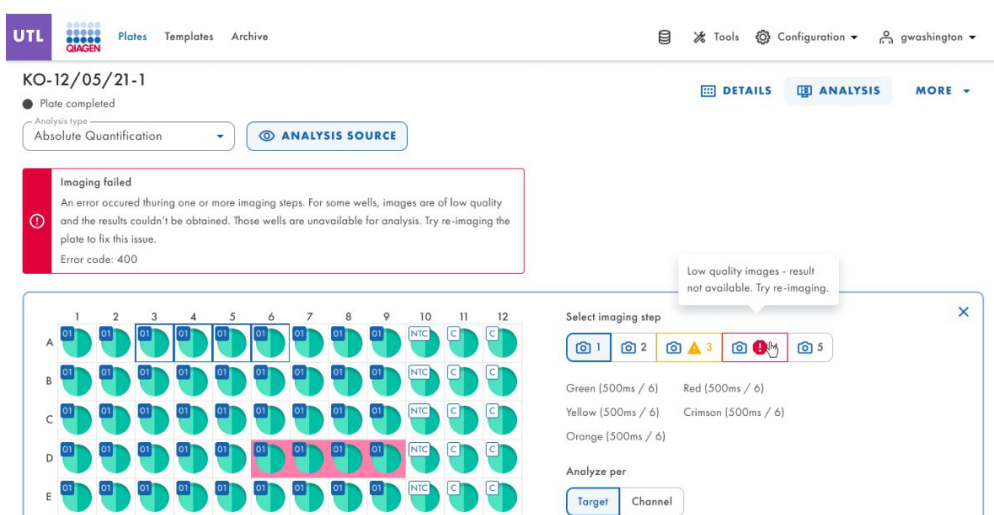 UTL
QIAGEN
Plates Templates Archive
Tools Configuration gwashington
KO-12/05/21-1
Plate completed
DETAILS ANALYSIS MORE
Analysis type
Absolute Quantification
ANALYSIS SOURCE
Imaging failed
An error occured thuring one or more imaging steps. For some wells, images are of low quality
and the results couldn't be obtained. Those wells are unavailable for analysis. Try re-imaging the
plate to fix this issue.
Error code: 400
Low quality images - result
not available. Try re-imaging.
1 2 3 4 5 6 7 8 9 10 11 12
A 01 01 01 01 01 01 01 01 01 NTC C C
B 01 01 01 01 01 01 01 01 01 NTC C C
C 01 01 01 01 01 01 01 01 01 NTC C C
D 01 01 01 01 01 01 01 01 01 NTC C C
E 01 01 01 01 01 01 01 01 01 NTC C C
Select imaging step
1 2 3 5
Green (500ms / 6) Red (500ms / 6)
Yellow (500ms / 6) Crimson (500ms / 6)
Orange (500ms / 6)
Analyze per
Target Channel